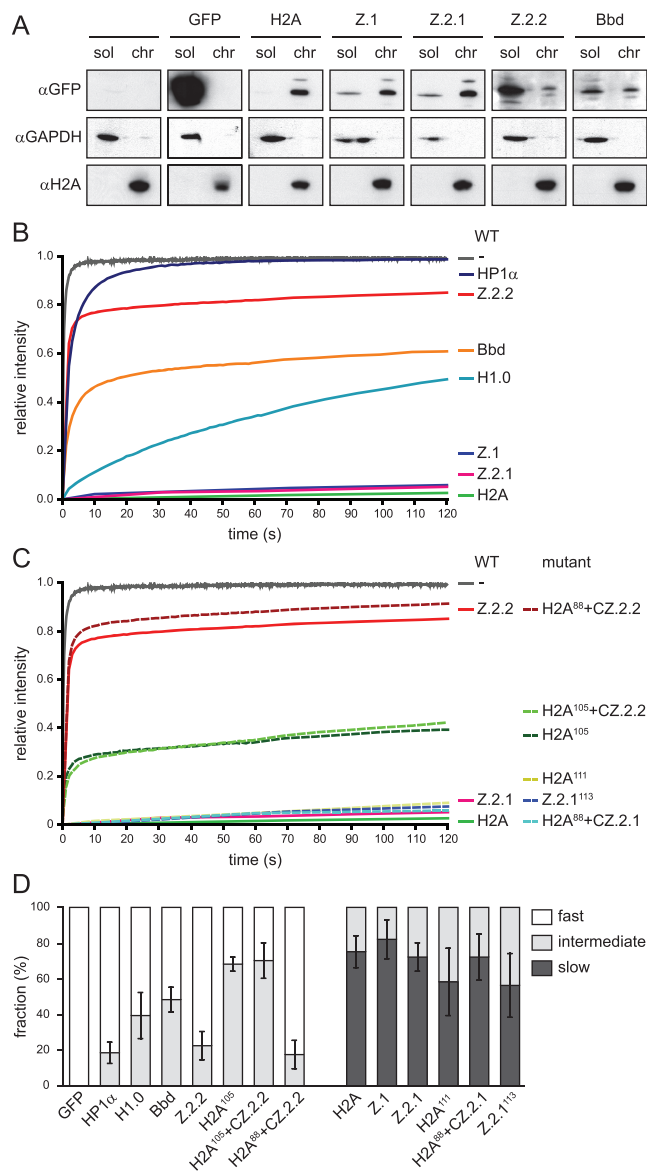 A
GFP H2A Z.1 Z.2.1 Z.2.2 Bbd
sol chr sol chr sol chr sol chr sol chr sol chr sol chr
αGFP
αGAPDH
αH2A
B
WT
1.0
0.8
0.6
0.4
0.2
0.0
relative intensity
0 10 20 30 40 50 60 70 80 90 100 110 120
time (s)
-
HP1α
Z.2.2
Bbd
H1.0
Z.1
Z.2.1
H2A
C
WT mutant
1.0
0.8
0.6
0.4
0.2
0
relative intensity
0 10 20 30 40 50 60 70 80 90 100 110 120
time (s)
-
Z.2.2 H2A⁸⁸+CZ.2.2
H2A¹⁰⁵+CZ.2.2
H2A¹⁰⁵
H2A¹¹¹
Z.2.1 Z.2.1¹¹³
H2A H2A⁸⁸+CZ.2.1
D
100
80
60
40
20
0
fraction (%)
fast
intermediate
slow
GFP HP1α H1.0 Bbd Z.2.2 H2A¹⁰⁵ H2A¹⁰⁵+CZ.2.2 H2A⁸⁸+CZ.2.2 H2A Z.1 Z.2.1 H2A¹¹¹ H2A⁸⁸+CZ.2.1 Z.2.1¹¹³